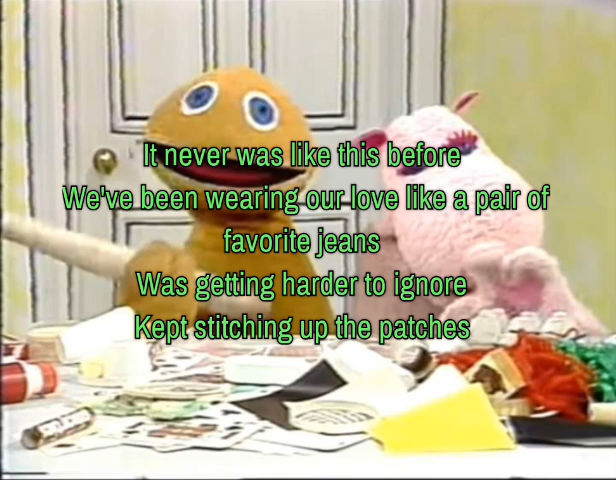 It never was like this before
We've been wearing our love like a pair of
favorite jeans
Was getting harder to ignore
Kept stitching up the patches